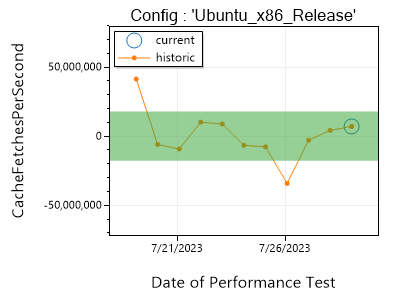 Config : 'Ubuntu_x86_Release'
current
historic
50,000,000
0
-50,000,000
CacheFetchesPerSecond
7/21/2023
7/26/2023
Date of Performance Test